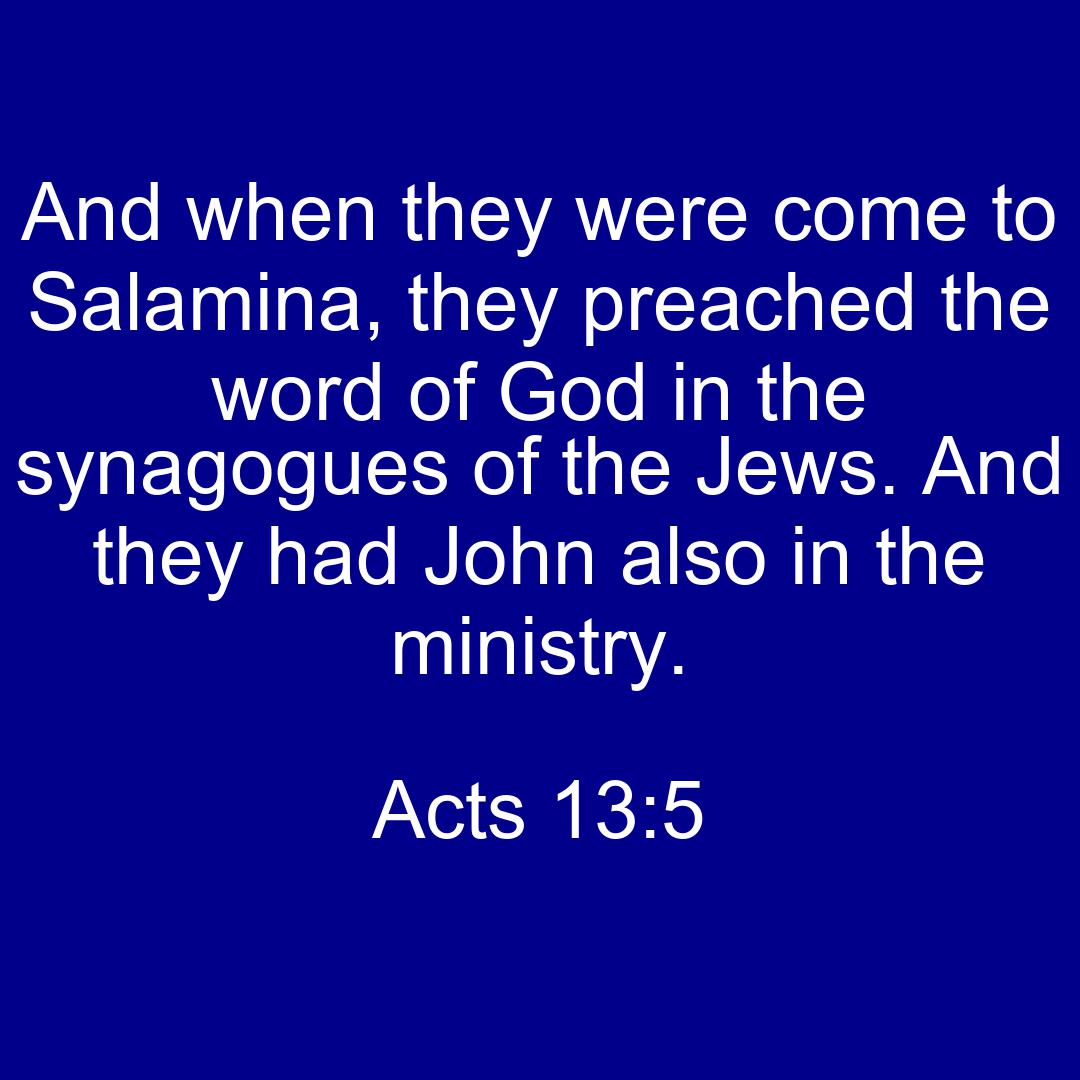 And when they were come to
Salamina, they preached the
word of God in the
synagogues of the Jews. And
they had John also in the
ministry.
Acts 13:5